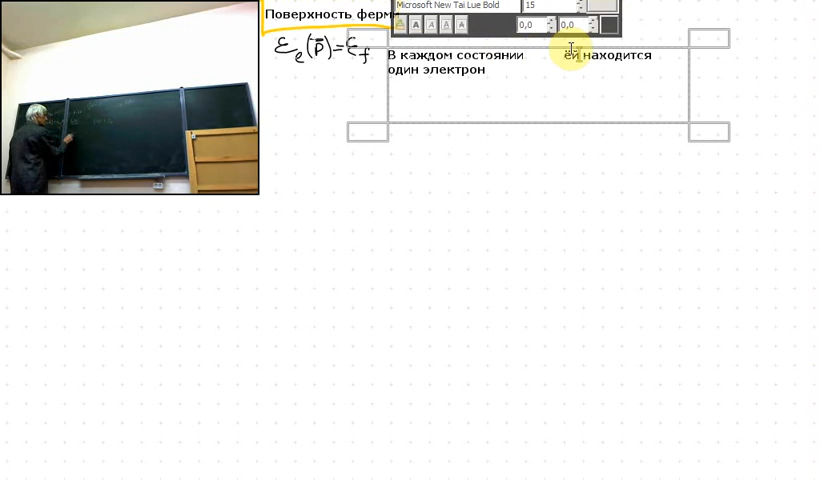 Поверхность ферм
Microsoft New Tai Lue Bold 15
A A A A A 0,0 0,0
ε_e(p̄)=ε_f
В каждом состоянии ей находится
один электрон